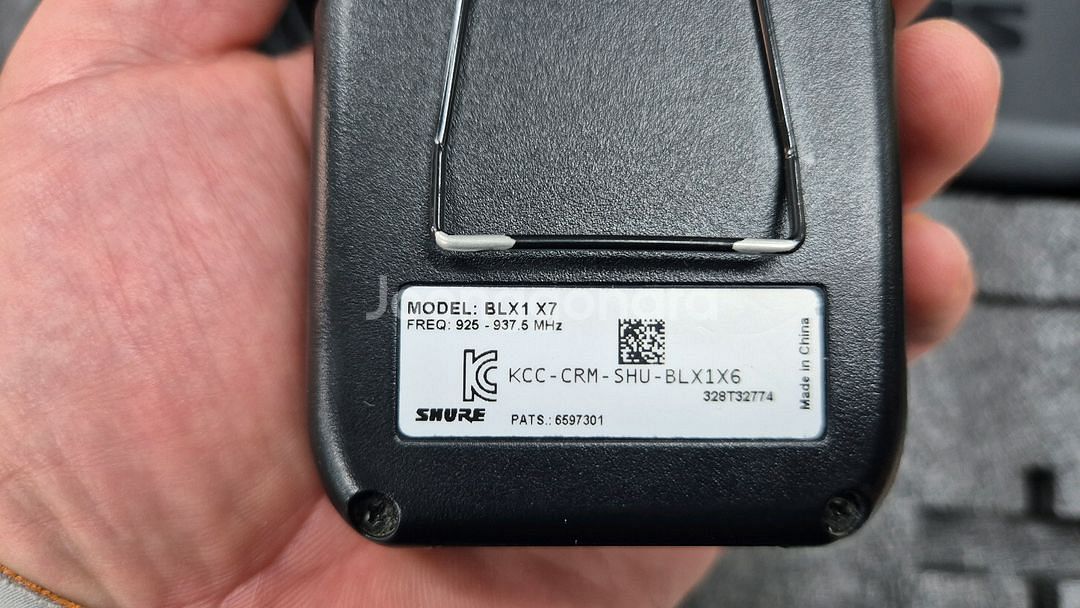 MODEL: BLX1 X7
FREQ: 925 - 937.5 MHz
KCC-CRM-SHU-BLX1X6
328T32774
SHURE
PATS.: 6597301
Made in China